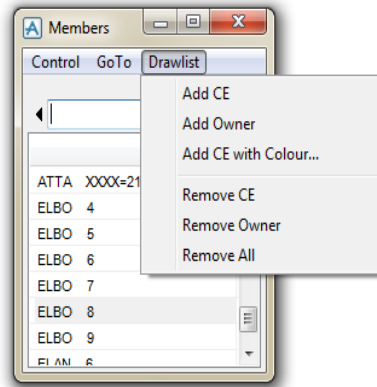 Members
Control GoTo Drawlist
Add CE
Add Owner
Add CE with Colour...
Remove CE
Remove Owner
Remove All
ATTA XXXX=21
ELBO 4
ELBO 5
ELBO 6
ELBO 7
ELBO 8
ELBO 9